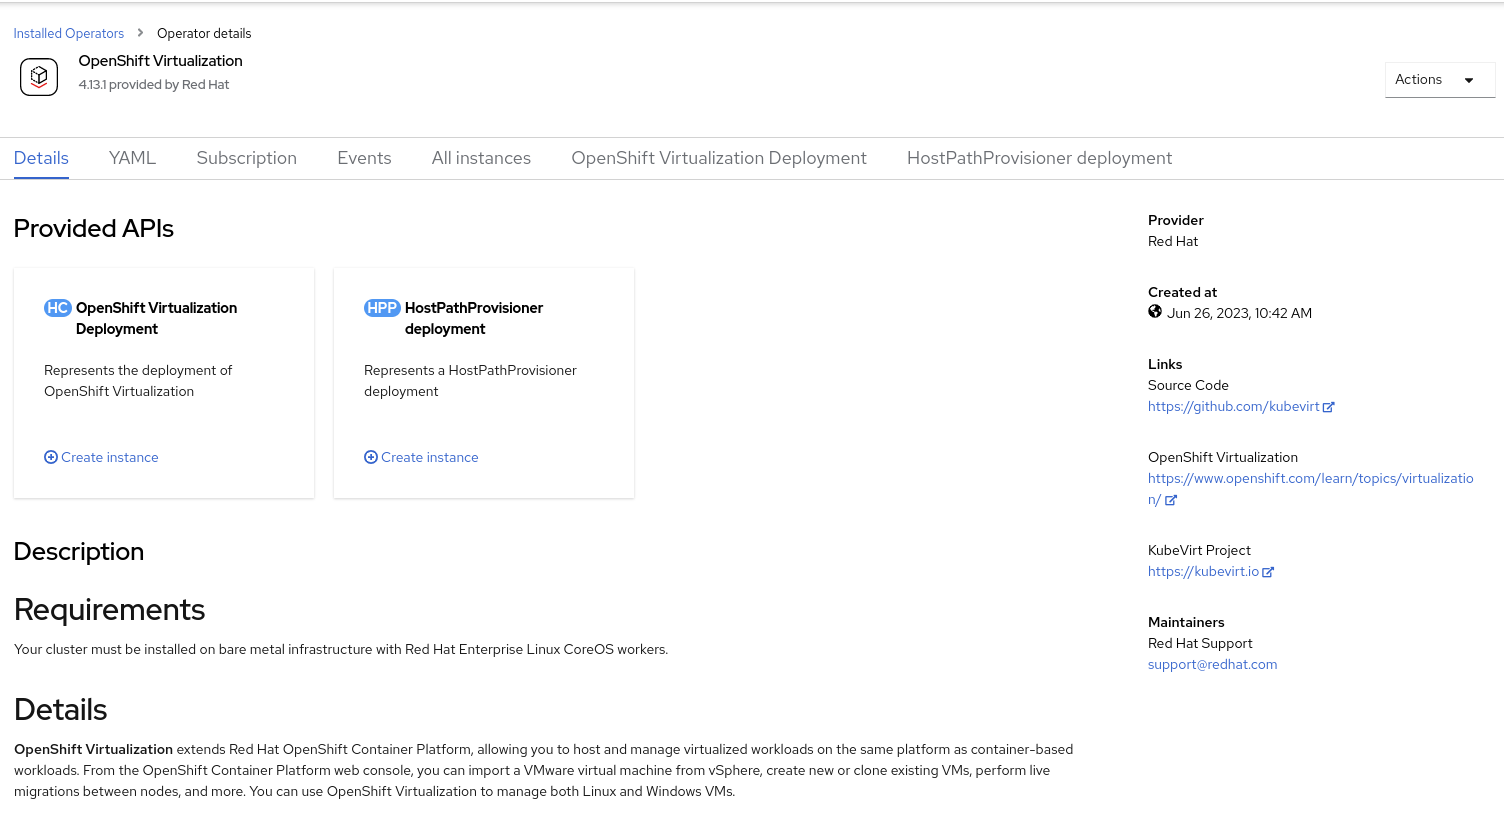 Installed Operators > Operator details
OpenShift Virtualization
4.13.1 provided by Red Hat
Actions
Details YAML Subscription Events All instances OpenShift Virtualization Deployment HostPathProvisioner deployment
Provided APIs
HC OpenShift Virtualization
Deployment
Represents the deployment of
OpenShift Virtualization
Create instance
HPP HostPathProvisioner
deployment
Represents a HostPathProvisioner
deployment
Create instance
Description
Requirements
Your cluster must be installed on bare metal infrastructure with Red Hat Enterprise Linux CoreOS workers.
Details
OpenShift Virtualization extends Red Hat OpenShift Container Platform, allowing you to host and manage virtualized workloads on the same platform as container-based
workloads. From the OpenShift Container Platform web console, you can import a VMware virtual machine from vSphere, create new or clone existing VMs, perform live
migrations between nodes, and more. You can use OpenShift Virtualization to manage both Linux and Windows VMs.
Provider
Red Hat
Created at
Jun 26, 2023, 10:42 AM
Links
Source Code
https://github.com/kubevirt
OpenShift Virtualization
https://www.openshift.com/learn/topics/virtualizatio
n/
KubeVirt Project
https://kubevirt.io
Maintainers
Red Hat Support
support@redhat.com